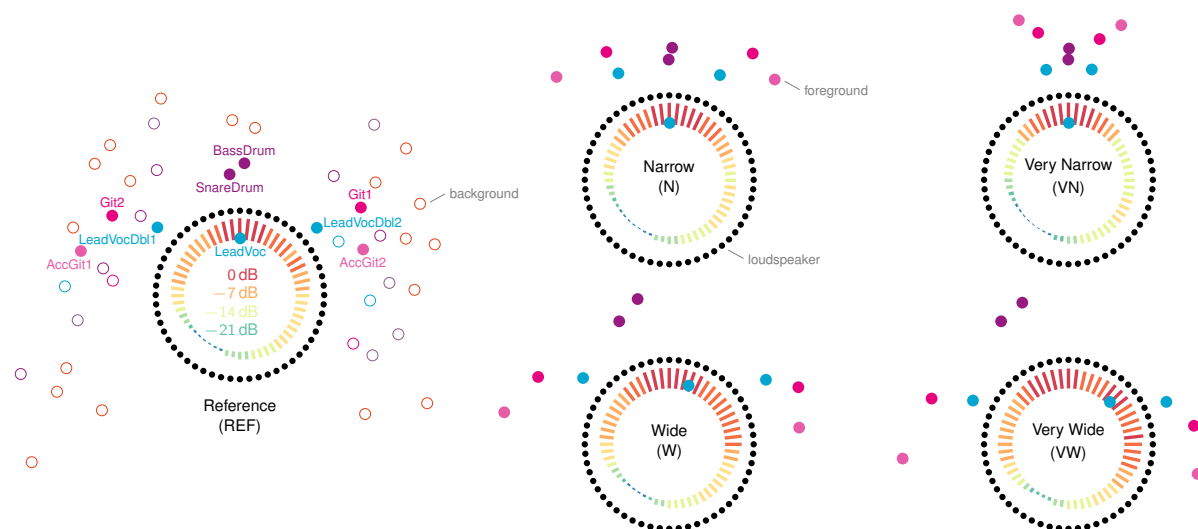 BassDrum
SnareDrum
Git2
Git1
background
LeadVocDbl1
LeadVocDbl2
LeadVoc
AccGit1
AccGit2
0 dB
−7 dB
−14 dB
−21 dB
Reference
(REF)
foreground
Narrow
(N)
loudspeaker
Very Narrow
(VN)
Wide
(W)
Very Wide
(VW)